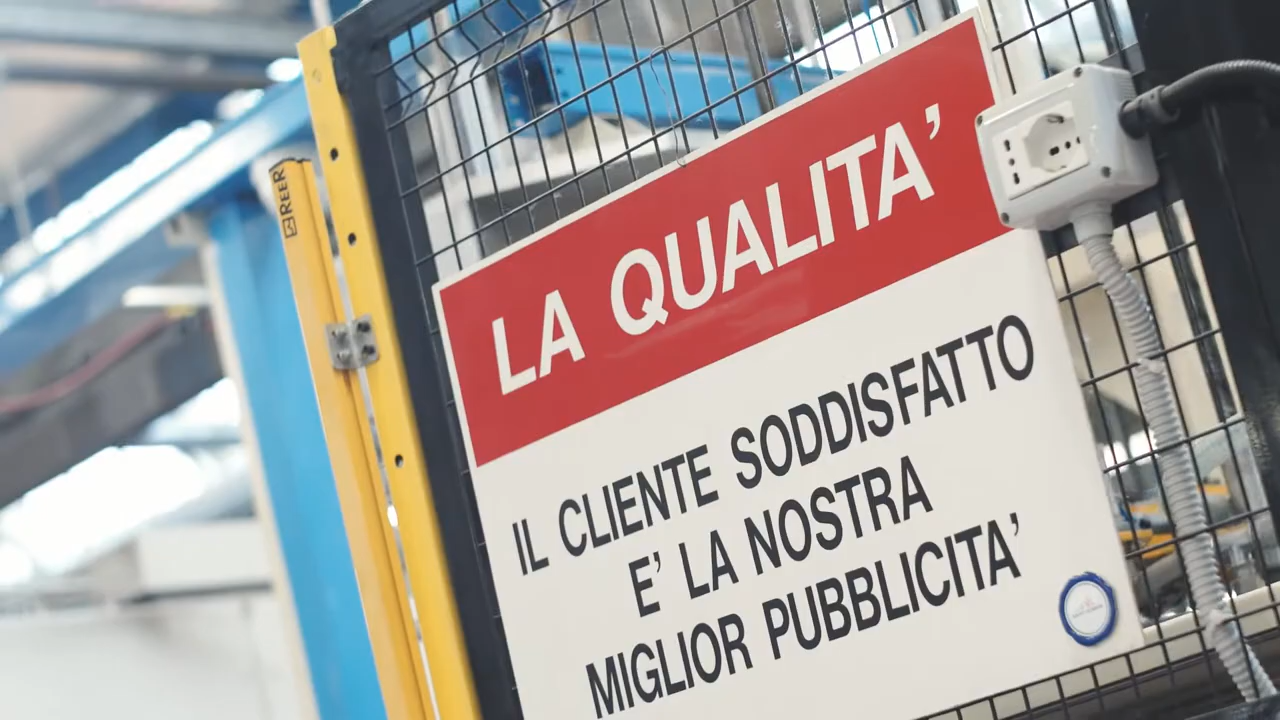 REER
LA QUALITA’
IL CLIENTE SODDISFATTO
E’ LA NOSTRA
MIGLIOR PUBBLICITA’